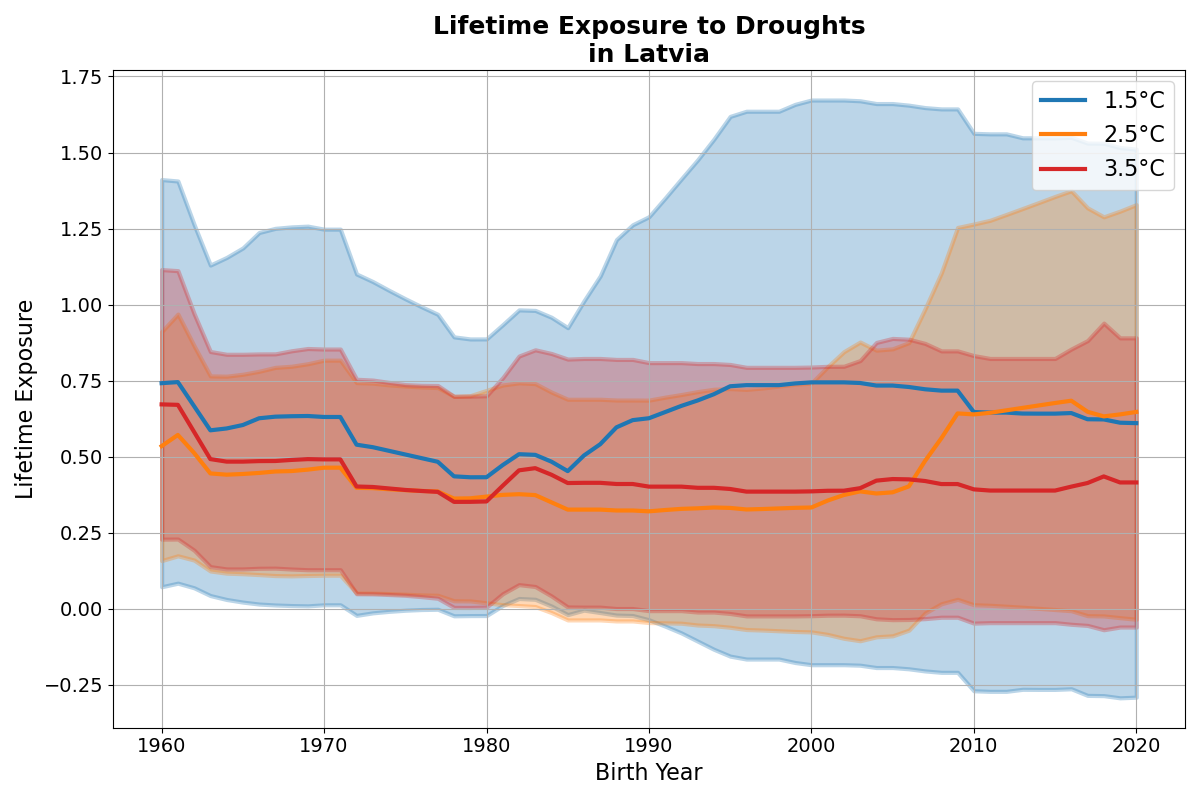 Lifetime Exposure to Droughts
in Latvia
1.75
1.50
1.25
1.00
0.75
0.50
0.25
0.00
−0.25
Lifetime Exposure
1.5°C
2.5°C
3.5°C
1960
1970
1980
1990
2000
2010
2020
Birth Year